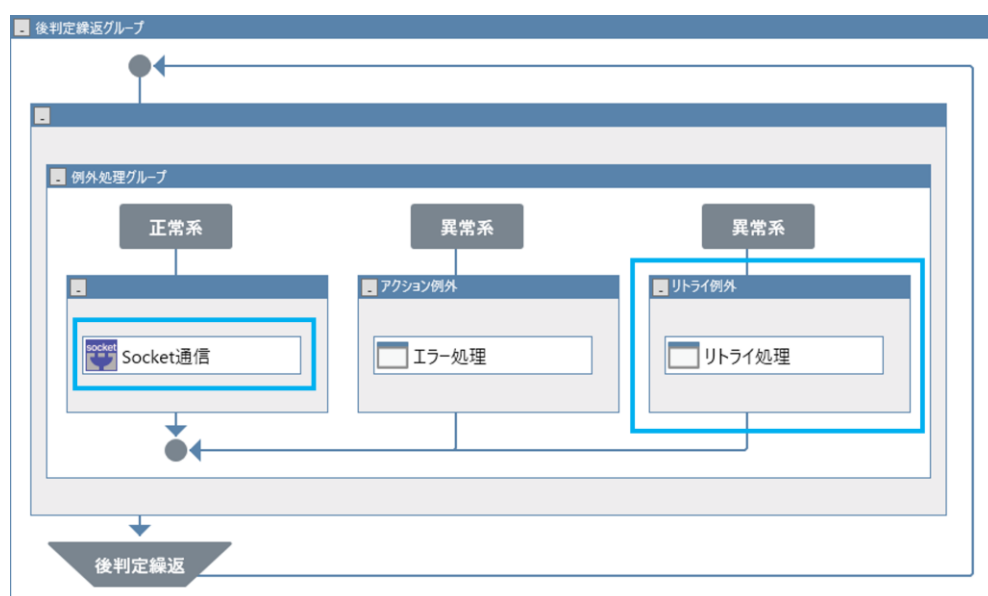 後判定繰返グループ
例外処理グループ
正常系
異常系
異常系
アクション例外
リトライ例外
socket
Socket通信
エラー処理
リトライ処理
後判定繰返